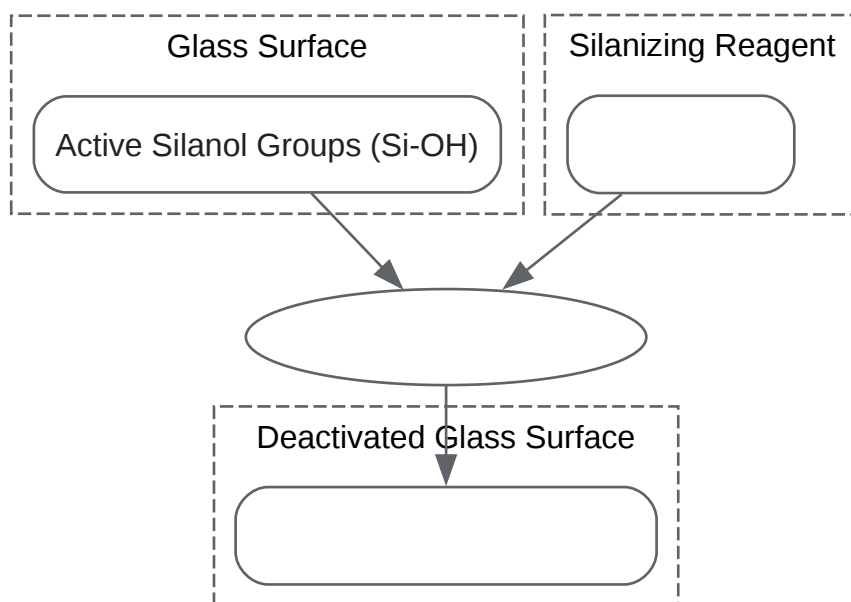 Glass Surface
Silanizing Reagent
Active Silanol Groups (Si-OH)
Deactivated Glass Surface